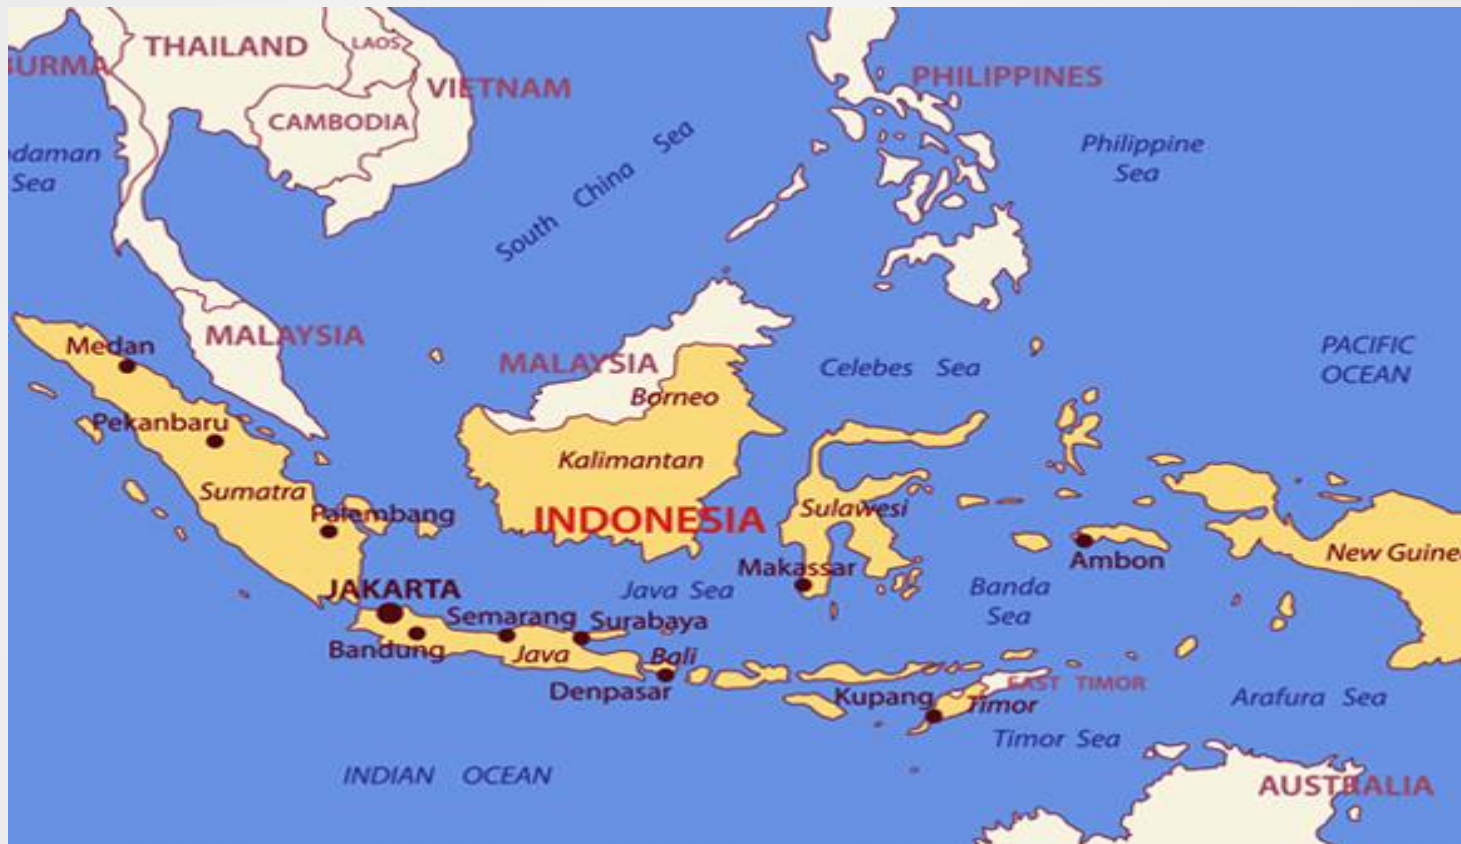 THAILAND
LAOS
BURMA
VIETNAM
PHILIPPINES
CAMBODIA
South China Sea
Philippine
Sea
ndaman
Sea
MALAYSIA
Medan
MALAYSIA
Borneo
Celebes Sea
PACIFIC
OCEAN
Pekanbaru
Kalimantan
Sumatra
Sulawesi
Palembang
INDONESIA
New Guine
Ambon
Makassar
JAKARTA
Java Sea
Banda
Sea
Semarang
Surabaya
Bandung
Java
Bali
Denpasar
Kupang
EAST TIMOR
Timor
Arafura Sea
Timor Sea
INDIAN OCEAN
AUSTRALIA